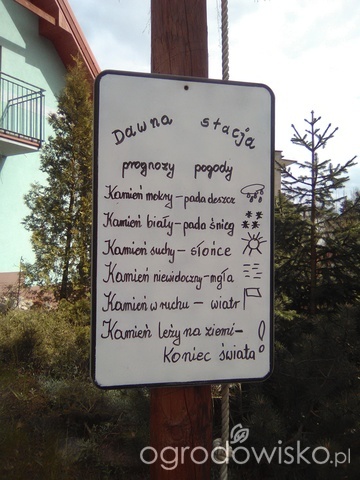 Dawna stacja
prognozy pogody
Kamień mokry – pada deszcz
Kamień biały – pada śnieg
Kamień suchy – słońce
Kamień niewidoczny – mgła
Kamień w ruchu – wiatr
Kamień leży na ziemi –
Koniec świata
ogrodowisko.pl